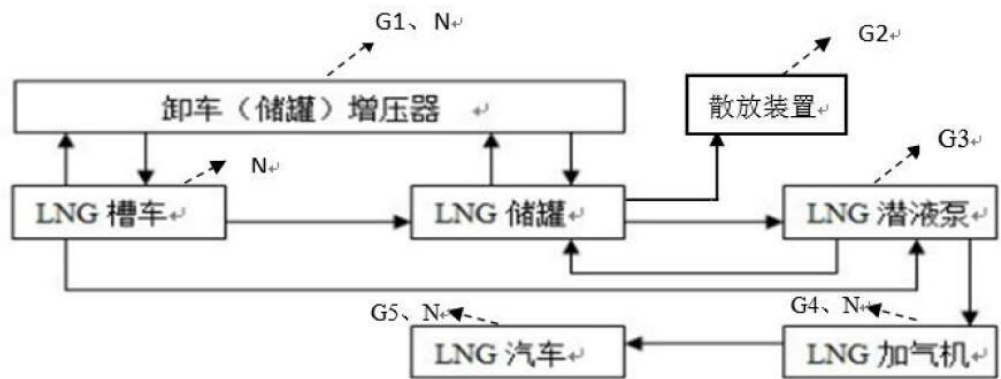 G1、N
G2
卸车（储罐）增压器
散放装置
N
G3
LNG 槽车
LNG 储罐
LNG 潜液泵
G5、N
G4、N
LNG 汽车
LNG 加气机